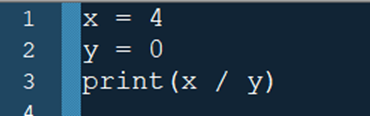 1 x = 4
2 y = 0
3 print(x / y)
4